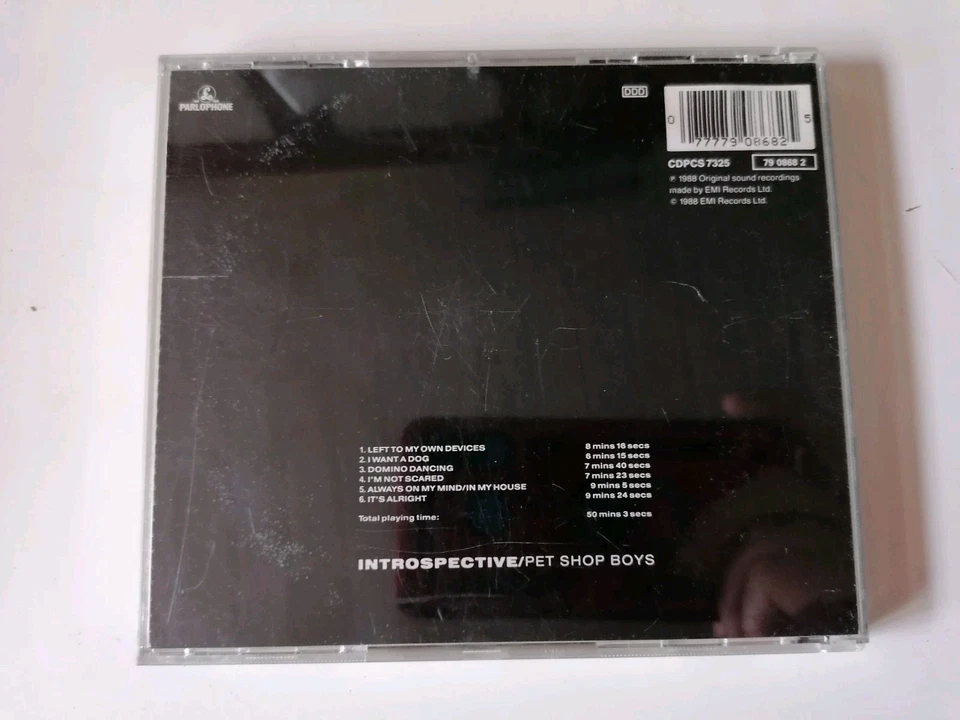 PARLOPHONE
DDD
0 77779 08682 5
CDPCS 7325
79 0868 2
℗ 1988 Original sound recordings
made by EMI Records Ltd.
© 1988 EMI Records Ltd.
1. LEFT TO MY OWN DEVICES 8 mins 16 secs
2. I WANT A DOG 6 mins 15 secs
3. DOMINO DANCING 7 mins 40 secs
4. I'M NOT SCARED 7 mins 23 secs
5. ALWAYS ON MY MIND/IN MY HOUSE 9 mins 5 secs
6. IT'S ALRIGHT 9 mins 24 secs
Total playing time: 50 mins 3 secs
INTROSPECTIVE/PET SHOP BOYS